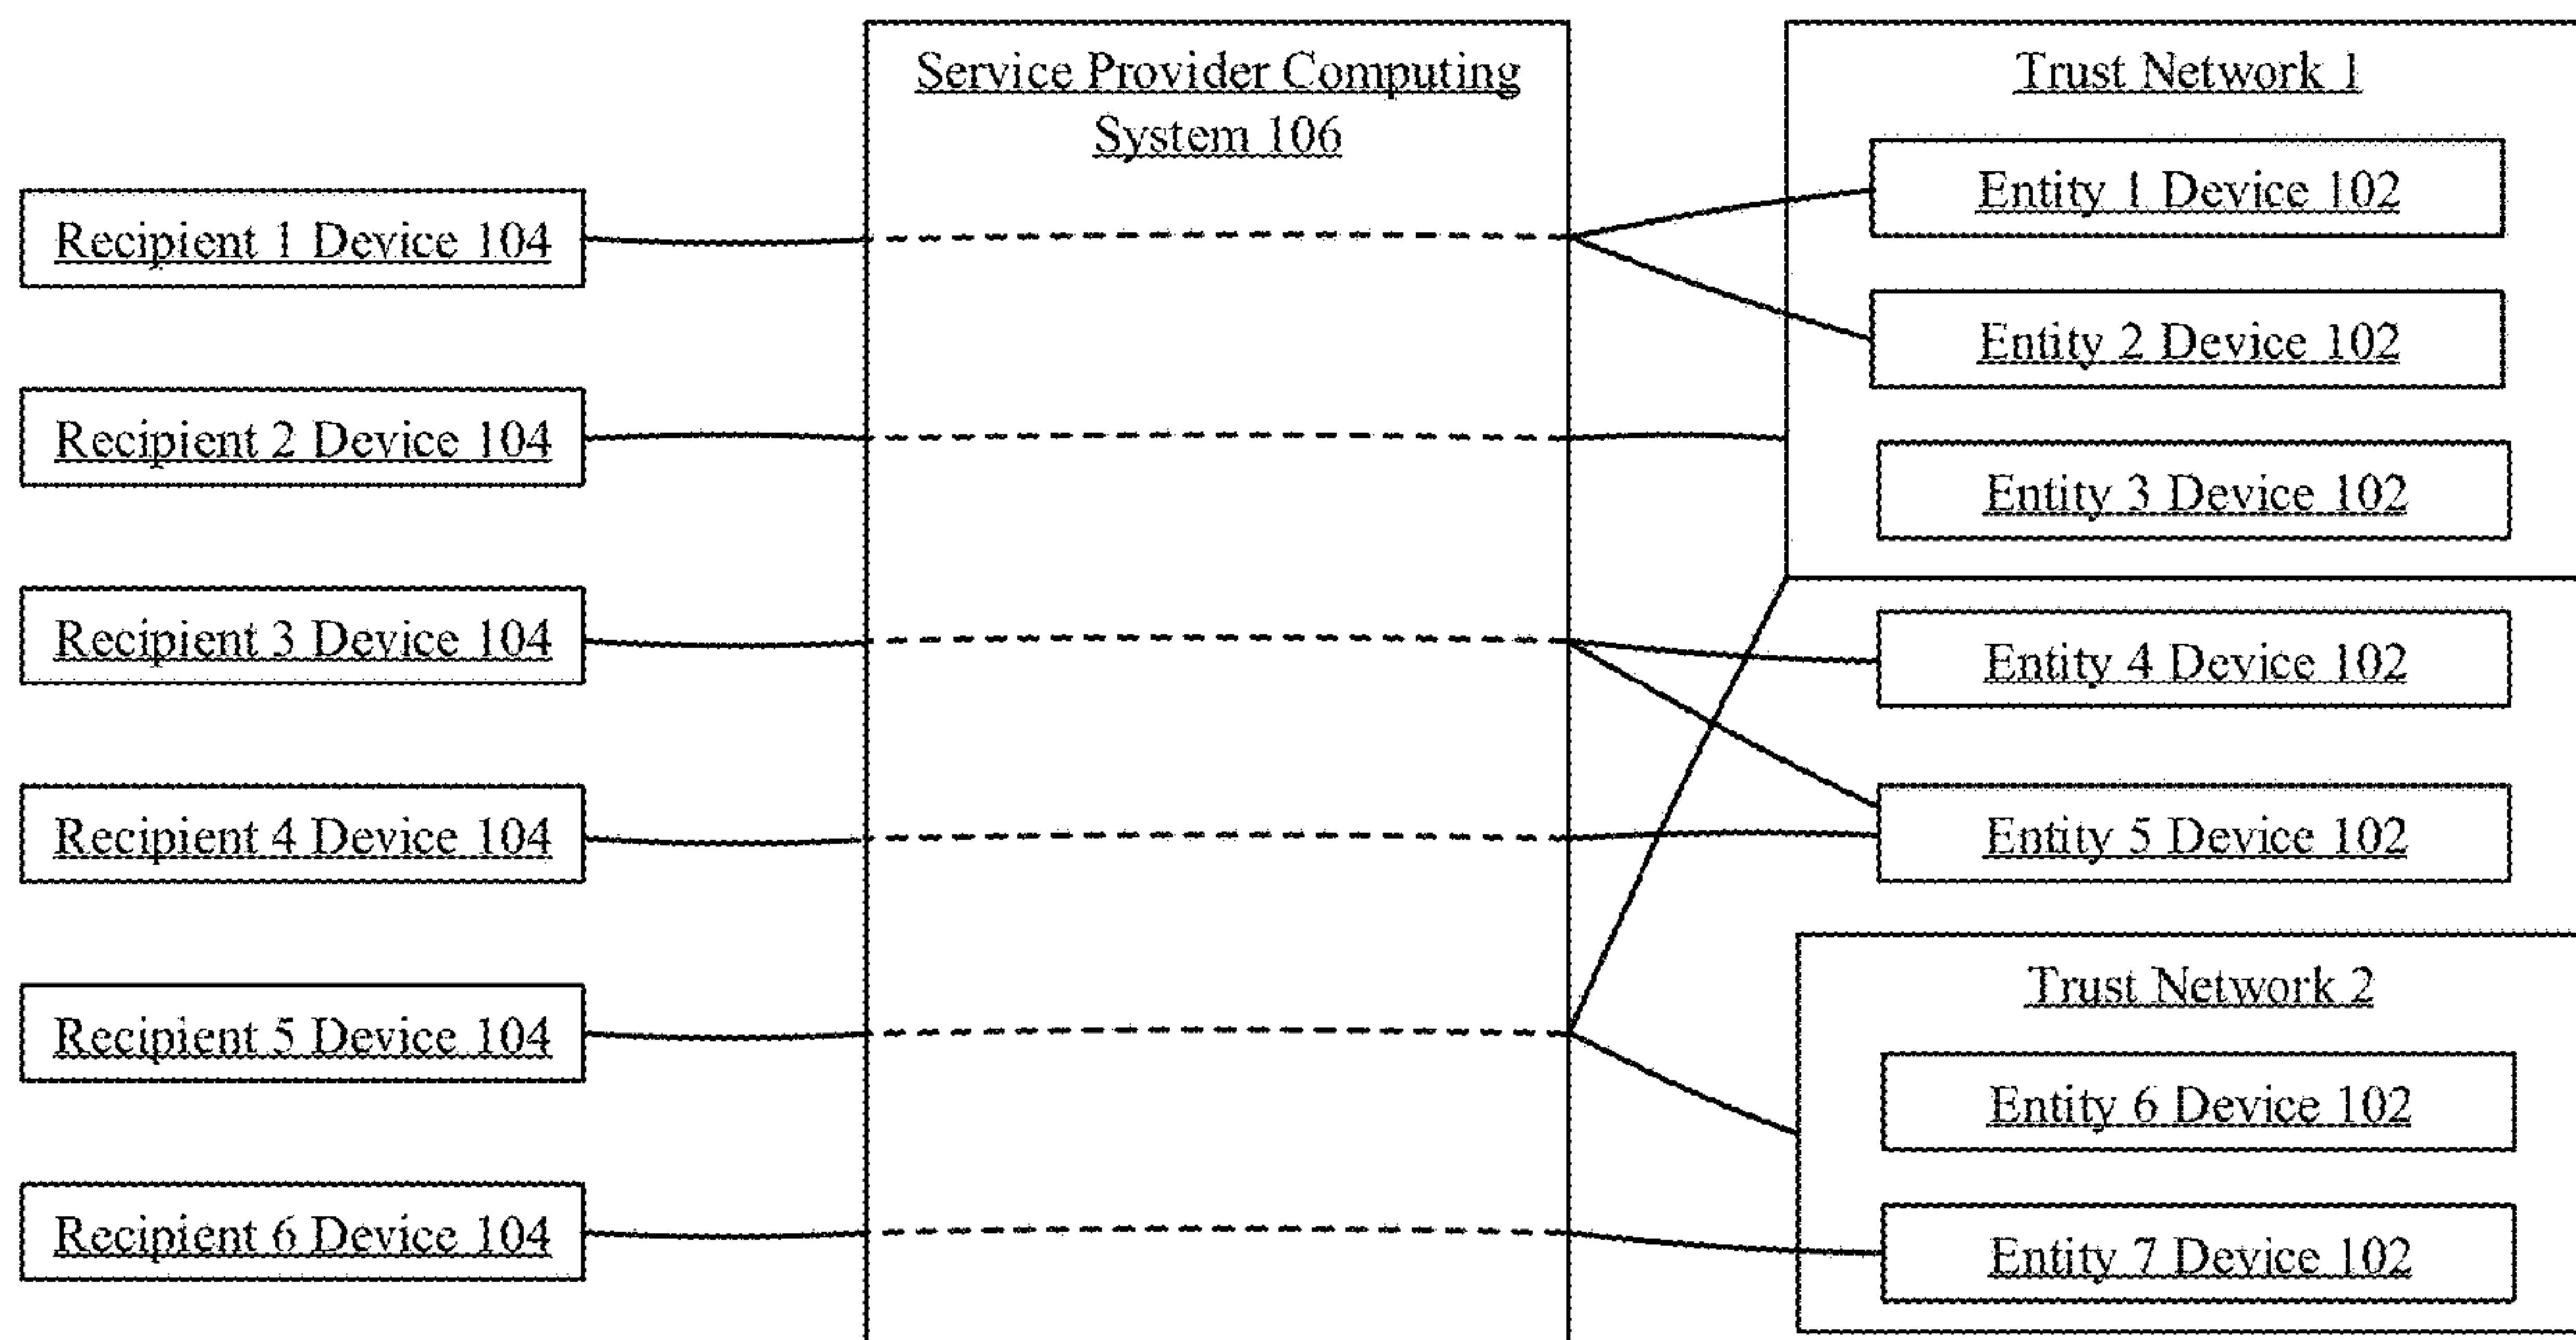 Service Provider Computing
System 106
Recipient 1 Device 104
Recipient 2 Device 104
Recipient 3 Device 104
Recipient 4 Device 104
Recipient 5 Device 104
Recipient 6 Device 104
Trust Network 1
Entity 1 Device 102
Entity 2 Device 102
Entity 3 Device 102
Entity 4 Device 102
Entity 5 Device 102
Trust Network 2
Entity 6 Device 102
Entity 7 Device 102